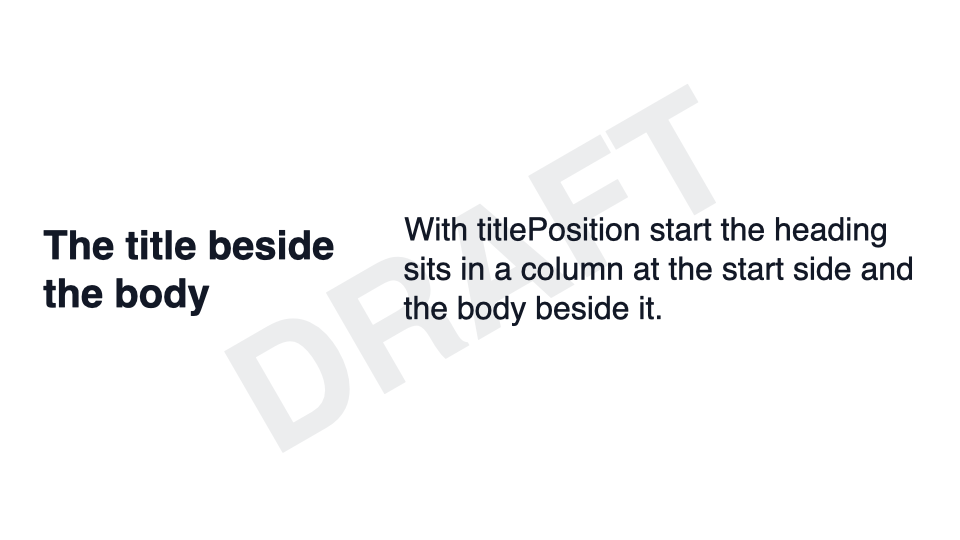 The title beside
the body
With titlePosition start the heading
sits in a column at the start side and
the body beside it.
DRAFT